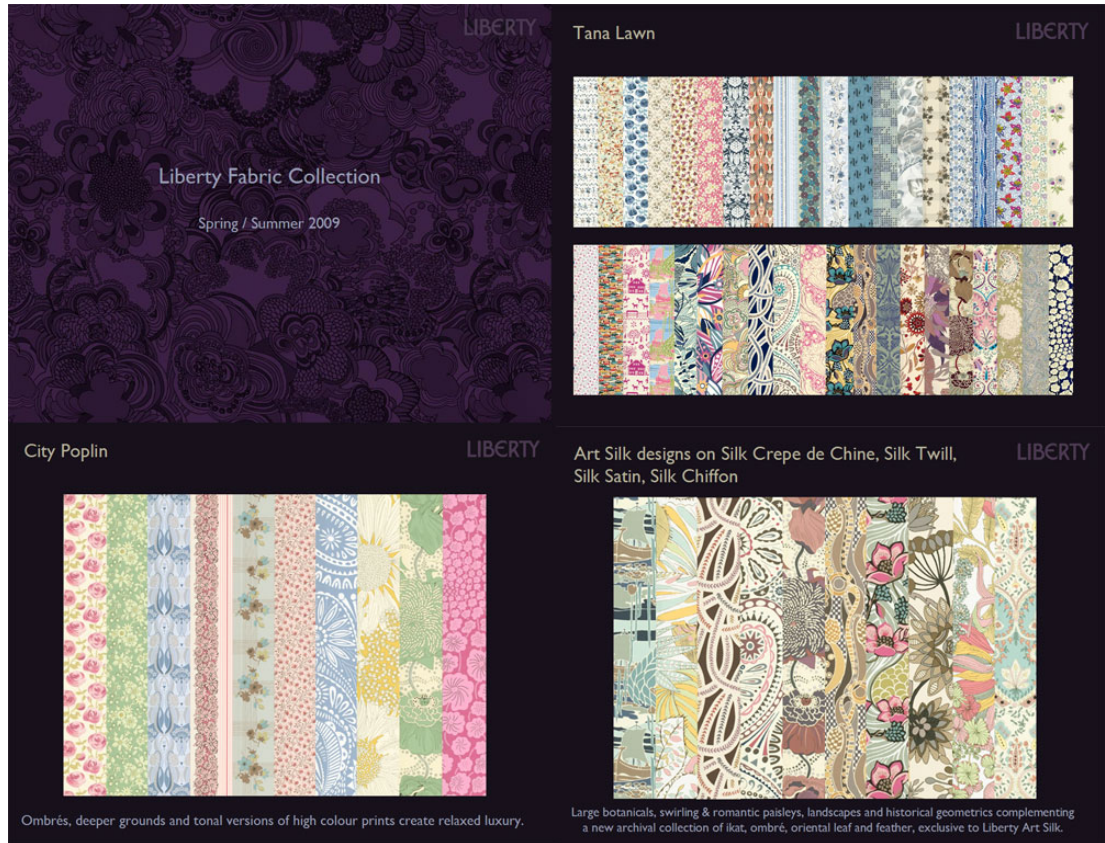 LIBERTY
Liberty Fabric Collection
Spring / Summer 2009
Tana Lawn
LIBERTY
City Poplin
LIBERTY
Ombrés, deeper grounds and tonal versions of high colour prints create relaxed luxury.
Art Silk designs on Silk Crepe de Chine, Silk Twill,
Silk Satin, Silk Chiffon
LIBERTY
Large botanicals, swirling & romantic paisleys, landscapes and historical geometrics complementing
a new archival collection of ikat, ombré, oriental leaf and feather, exclusive to Liberty Art Silk.